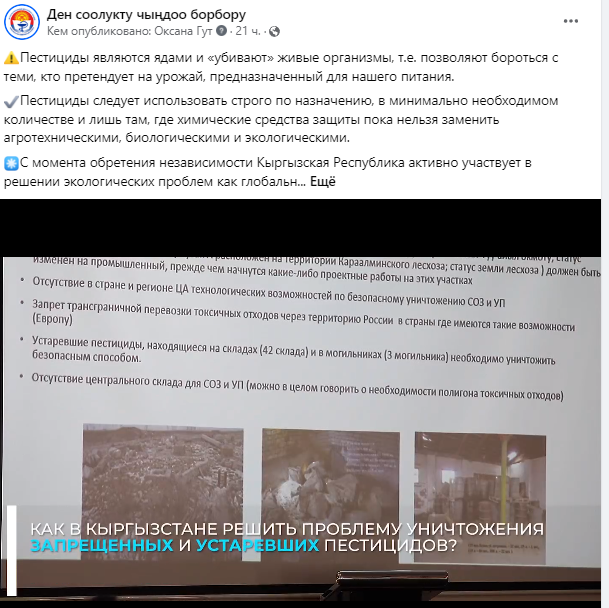 Ден соолукту чыңдоо борбору
Кем опубликовано: Оксана Гут · 21 ч. ·
Пестициды являются ядами и «убивают» живые организмы, т.е. позволяют бороться с
теми, кто претендует на урожай, предназначенный для нашего питания.
Пестициды следует использовать строго по назначению, в минимально необходимом
количестве и лишь там, где химические средства защиты пока нельзя заменить
агротехническими, биологическими и экологическими.
С момента обретения независимости Кыргызская Республика активно участвует в
решении экологических проблем как глобальн... Ещё
расположен на территории Караалминского лесхоза; статус земли лесхоза ) должен быть
изменен на промышленный, прежде чем начнутся какие-либо проектные работы на этих участках
• Отсутствие в стране и регионе ЦА технологических возможностей по безопасному уничтожению СОЗ и УП
• Запрет трансграничной перевозки токсичных отходов через территорию России в страны где имеются такие возможности
(Европу)
• Устаревшие пестициды, находящиеся на складах (42 склада) и в могильниках (3 могильника) необходимо уничтожить
безопасным способом.
• Отсутствие центрального склада для СОЗ и УП (можно в целом говорить о необходимости полигона токсичных отходов)
КАК В КЫРГЫЗСТАНЕ РЕШИТЬ ПРОБЛЕМУ УНИЧТОЖЕНИЯ
ЗАПРЕЩЕННЫХ И УСТАРЕВШИХ ПЕСТИЦИДОВ?